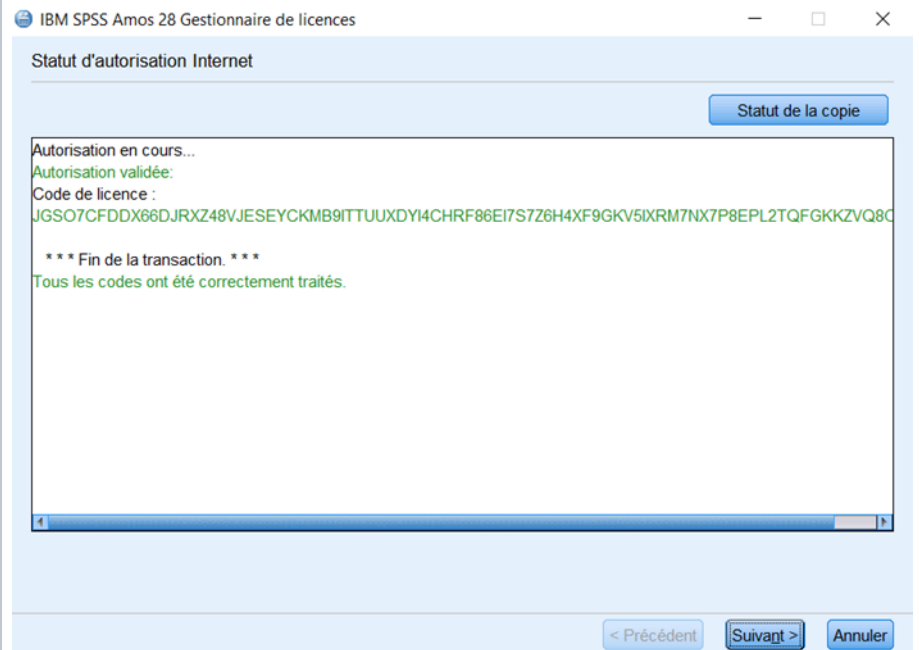 IBM SPSS Amos 28 Gestionnaire de licences
Statut d'autorisation Internet
Statut de la copie
Autorisation en cours...
Autorisation validée:
Code de licence :
JGSO7CFDDX66DJRXZ48VJESEYCKMB9ITTUUXDYI4CHRF86EI7S7Z6H4XF9GKV5IXRM7NX7P8EPL2TQFGKKZVQ8
* * * Fin de la transaction. * * *
Tous les codes ont été correctement traités.
< Précédent
Suivant >
Annuler